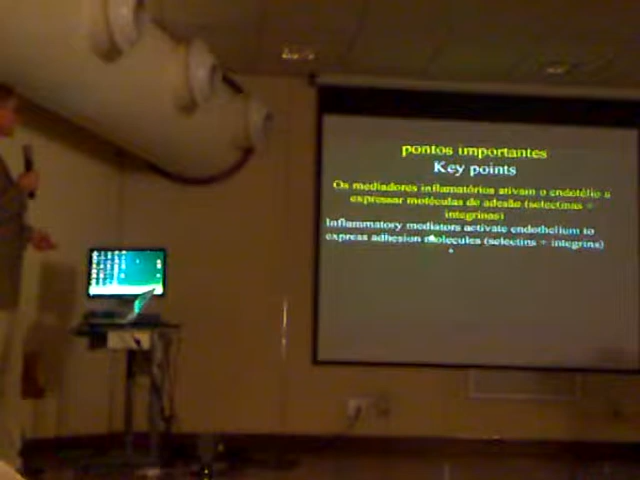 pontos importantes
Key points
Os mediadores inflamatórios ativam o endotélio a
expressar moléculas de adesão (selectinas +
integrinas)
Inflammatory mediators activate endothelium to
express adhesion molecules (selectins + integrins)